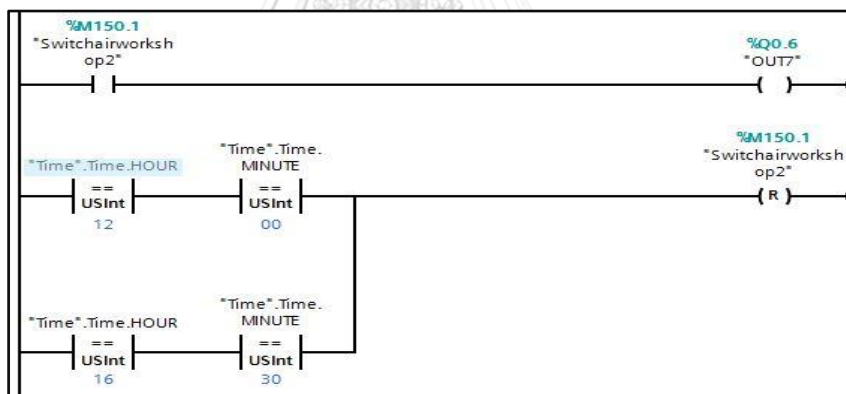 %M150.1
"Switchairworksh
op2"
%Q0.6
"OUT7"
%M150.1
"Switchairworksh
op2"
R
"Time".Time.HOUR
==
USInt
12
"Time".Time.
MINUTE
==
USInt
00
"Time".Time.HOUR
==
USInt
16
"Time".Time.
MINUTE
==
USInt
30